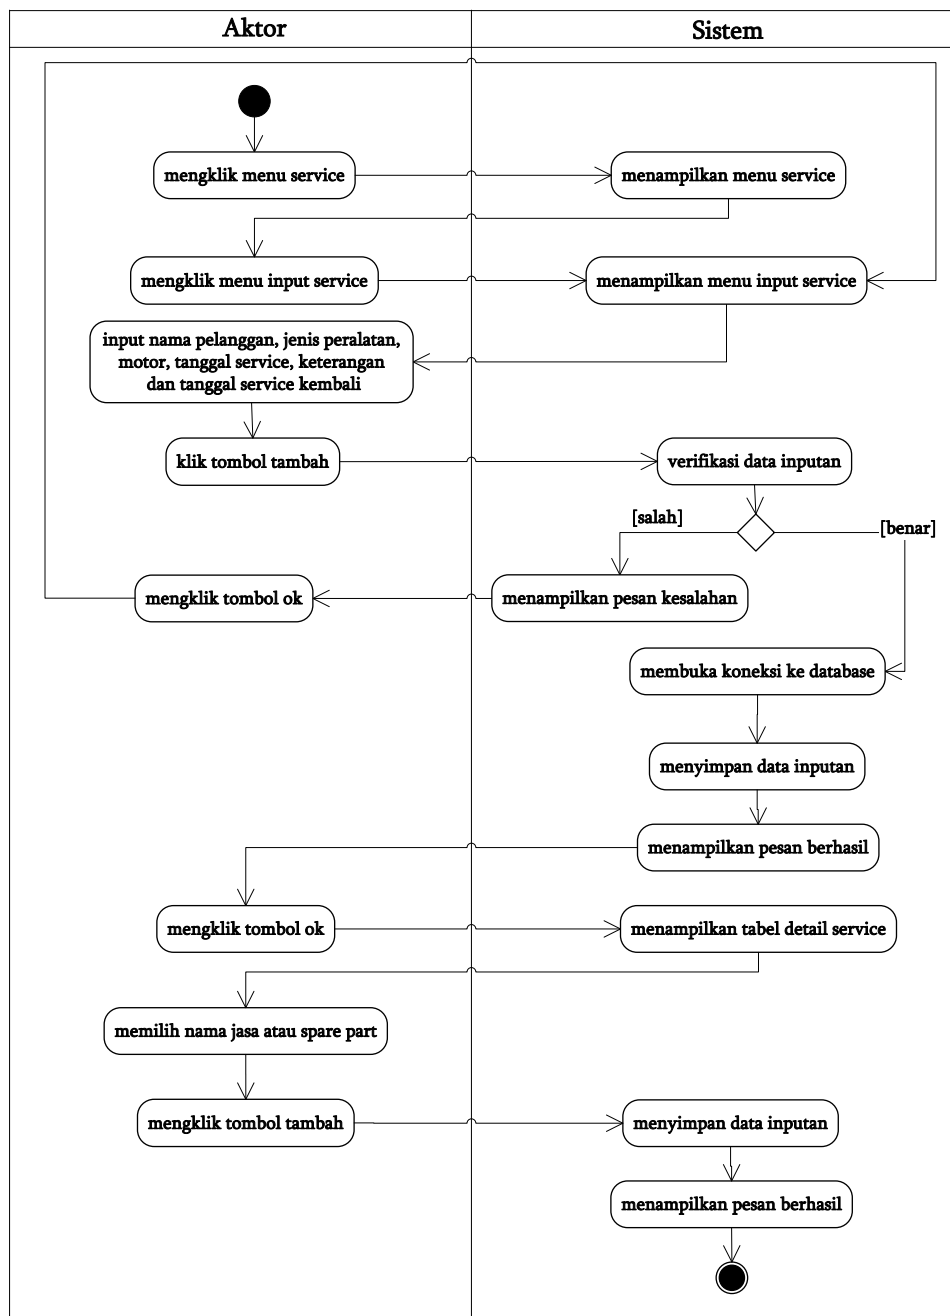 Aktor
Sistem
mengklik menu service
menampilkan menu service
mengklik menu input service
menampilkan menu input service
input nama pelanggan, jenis peralatan,
motor, tanggal service, keterangan
dan tanggal service kembali
klik tombol tambah
verifikasi data inputan
[salah]
[benar]
mengklik tombol ok
menampilkan pesan kesalahan
membuka koneksi ke database
menyimpan data inputan
menampilkan pesan berhasil
mengklik tombol ok
menampilkan tabel detail service
memilih nama jasa atau spare part
mengklik tombol tambah
menyimpan data inputan
menampilkan pesan berhasil